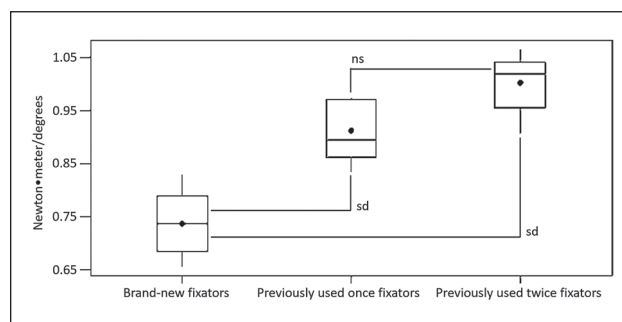 Newton•meter/degrees
1.05
0.95
0.85
0.75
0.65
ns
sd
sd
Brand-new fixators
Previously used once fixators
Previously used twice fixators